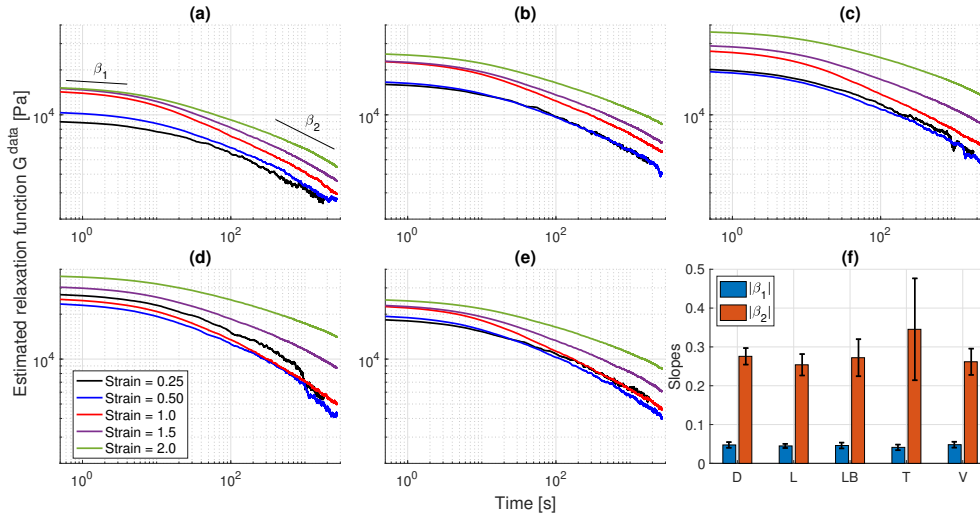 (a)
(b)
(c)
β1
β2
10^4
10^4
10^4
10^0
10^2
10^0
10^2
10^0
10^2
Estimated relaxation function G^data [Pa]
(d)
(e)
(f)
10^4
10^4
Strain = 0.25
Strain = 0.50
Strain = 1.0
Strain = 1.5
Strain = 2.0
10^0
10^2
10^0
10^2
Time [s]
|β1|
|β2|
Slopes
0.5
0.4
0.3
0.2
0.1
0
D
L
LB
T
V